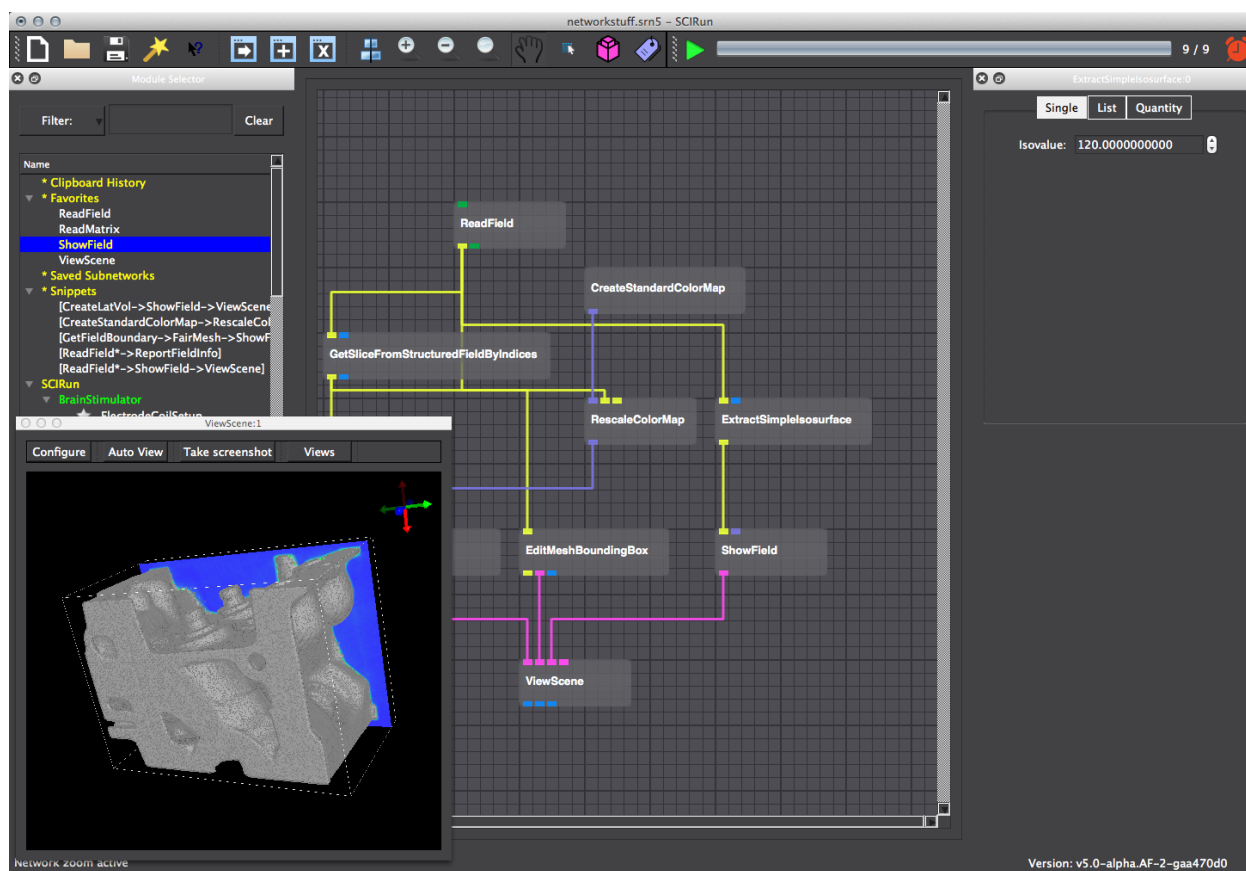 networkstuff.srn5 – SCIRun
9 / 9
Module Selector
Filter:
Clear
Name
* Clipboard History
* Favorites
ReadField
ReadMatrix
ShowField
ViewScene
* Saved Subnetworks
* Snippets
[CreateLatVol->ShowField->ViewScene
[CreateStandardColorMap->RescaleCol
[GetFieldBoundary->FairMesh->ShowF
[ReadField*->ReportFieldInfo]
[ReadField*->ShowField->ViewScene]
SCIRun
BrainStimulator
ElectrodeCoilSetup
ReadField
CreateStandardColorMap
GetSliceFromStructuredFieldByIndices
RescaleColorMap
ExtractSimpleIsosurface
EditMeshBoundingBox
ShowField
ViewScene
ViewScene:1
Configure
Auto View
Take screenshot
Views
ExtractSimpleIsosurface:0
Single
List
Quantity
Isovalue:
120.0000000000
Network zoom active
Version: v5.0-alpha.AF-2-gaa470d0